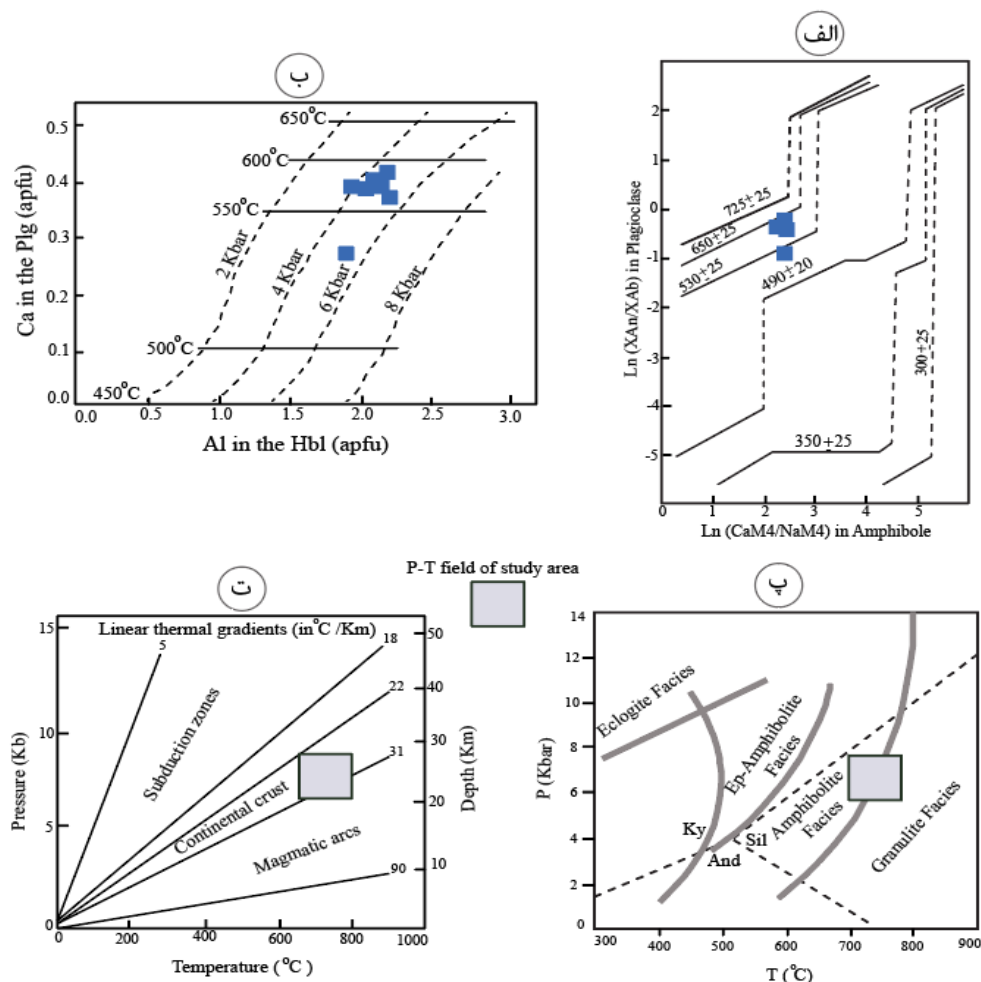 الف
2
1
0
-1
-2
-3
-4
-5
Ln (XAn/XAb) in Plagioclase
725±25
650±25
530±25
490±20
300±25
350±25
0 1 2 3 4 5
Ln (CaM4/NaM4) in Amphibole
ب
0.5
0.4
0.3
0.2
0.1
0.0
Ca in the Plg (apfu)
650°C
600°C
550°C
500°C
450°C
2 Kbar
4 Kbar
6 Kbar
8 Kbar
0.0 0.5 1.0 1.5 2.0 2.5 3.0
Al in the Hbl (apfu)
پ
14
12
10
8
6
4
2
0
P (Kbar)
Eclogite Facies
Ep-Amphibolite
Facies
Amphibolite
Facies
Granulite Facies
Ky
Sil
And
300 400 500 600 700 800 900
T (°C)
P-T field of study area
ت
Linear thermal gradients (in°C /Km)
15
10
5
0
Pressure (Kb)
5
18
22
31
90
Subduction zones
Continental crust
Magmatic arcs
50
40
30
20
10
Depth (Km)
0 200 400 600 800 1000
Temperature (°C)